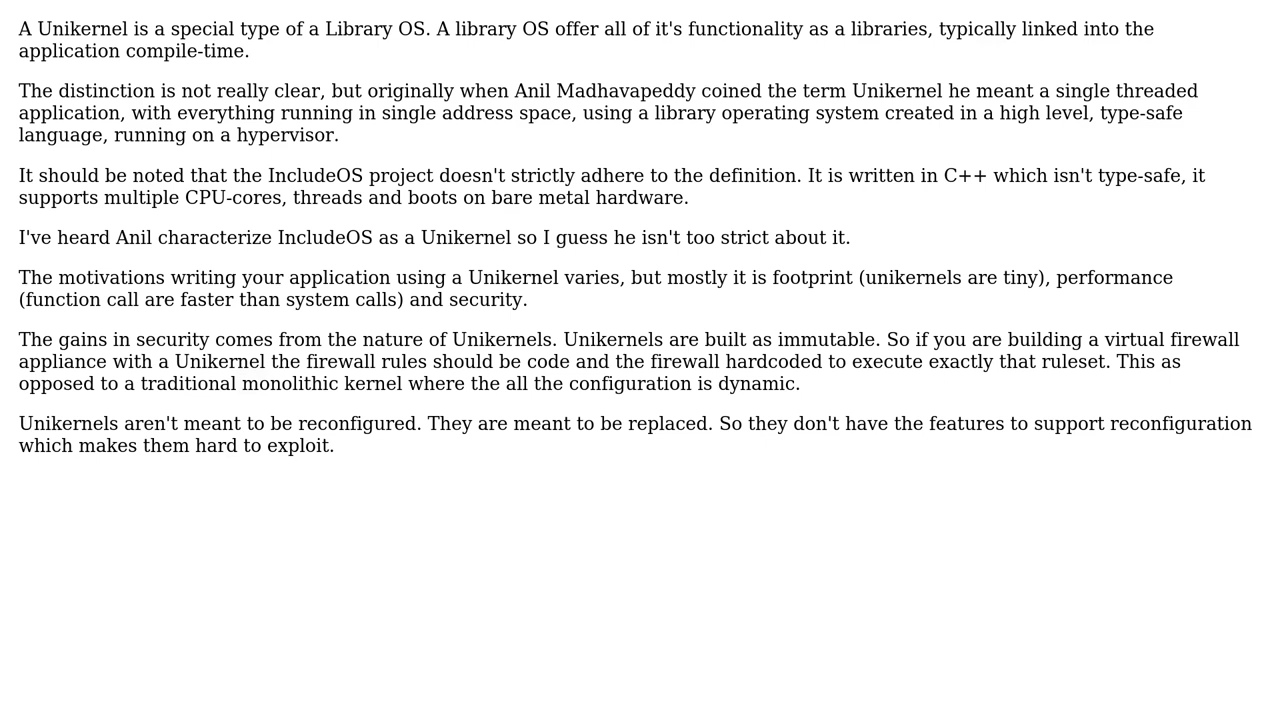 A Unikernel is a special type of a Library OS. A library OS offer all of it's functionality as a libraries, typically linked into the
application compile-time.
The distinction is not really clear, but originally when Anil Madhavapeddy coined the term Unikernel he meant a single threaded
application, with everything running in single address space, using a library operating system created in a high level, type-safe
language, running on a hypervisor.
It should be noted that the IncludeOS project doesn't strictly adhere to the definition. It is written in C++ which isn't type-safe, it
supports multiple CPU-cores, threads and boots on bare metal hardware.
I've heard Anil characterize IncludeOS as a Unikernel so I guess he isn't too strict about it.
The motivations writing your application using a Unikernel varies, but mostly it is footprint (unikernels are tiny), performance
(function call are faster than system calls) and security.
The gains in security comes from the nature of Unikernels. Unikernels are built as immutable. So if you are building a virtual firewall
appliance with a Unikernel the firewall rules should be code and the firewall hardcoded to execute exactly that ruleset. This as
opposed to a traditional monolithic kernel where the all the configuration is dynamic.
Unikernels aren't meant to be reconfigured. They are meant to be replaced. So they don't have the features to support reconfiguration
which makes them hard to exploit.